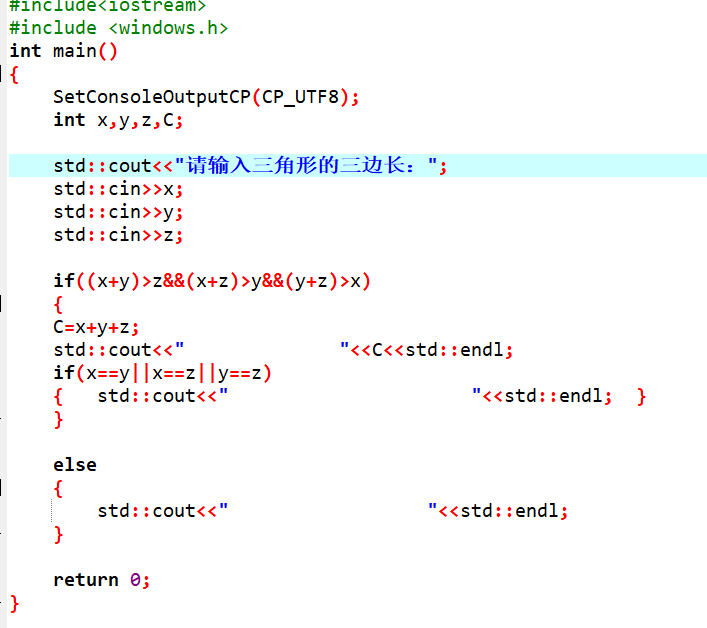 #include<iostream>
#include <windows.h>
int main()
{
    SetConsoleOutputCP(CP_UTF8);
    int x,y,z,C;

    std::cout<<"请输入三角形的三边长：";
    std::cin>>x;
    std::cin>>y;
    std::cin>>z;

    if((x+y)>z&&(x+z)>y&&(y+z)>x)
    {
    C=x+y+z;
    std::cout<<"              "<<C<<std::endl;
    if(x==y||x==z||y==z)
    {   std::cout<<"                      "<<std::endl;  }
    }

    else
    {
        std::cout<<"                  "<<std::endl;
    }

    return 0;
}